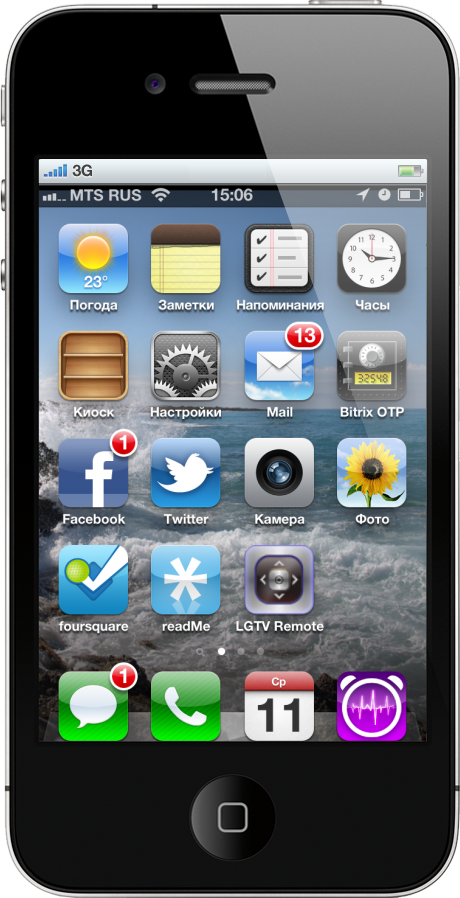 3G
MTS RUS 15:06
23°
Погода Заметки Напоминания Часы
13
32548
Киоск Настройки Mail Bitrix OTP
1
f
Facebook Twitter Камера Фото
foursquare readMe LGTV Remote
1
Ср
11